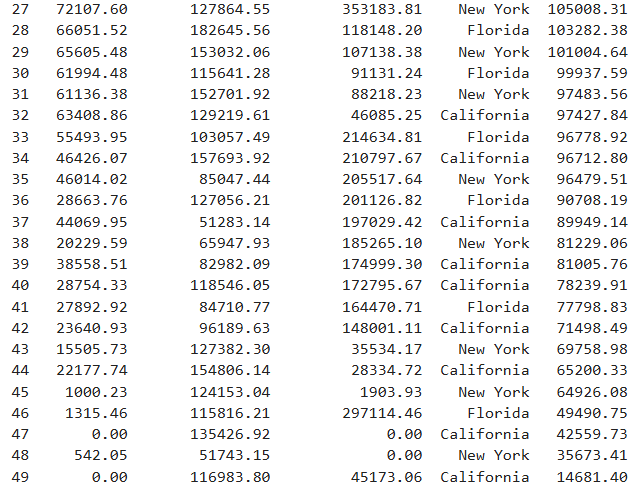 27 72107.60 127864.55 353183.81 New York 105008.31
28 66051.52 182645.56 118148.20 Florida 103282.38
29 65605.48 153032.06 107138.38 New York 101004.64
30 61994.48 115641.28 91131.24 Florida 99937.59
31 61136.38 152701.92 88218.23 New York 97483.56
32 63408.86 129219.61 46085.25 California 97427.84
33 55493.95 103057.49 214634.81 Florida 96778.92
34 46426.07 157693.92 210797.67 California 96712.80
35 46014.02 85047.44 205517.64 New York 96479.51
36 28663.76 127056.21 201126.82 Florida 90708.19
37 44069.95 51283.14 197029.42 California 89949.14
38 20229.59 65947.93 185265.10 New York 81229.06
39 38558.51 82982.09 174999.30 California 81005.76
40 28754.33 118546.05 172795.67 California 78239.91
41 27892.92 84710.77 164470.71 Florida 77798.83
42 23640.93 96189.63 148001.11 California 71498.49
43 15505.73 127382.30 35534.17 New York 69758.98
44 22177.74 154806.14 28334.72 California 65200.33
45 1000.23 124153.04 1903.93 New York 64926.08
46 1315.46 115816.21 297114.46 Florida 49490.75
47 0.00 135426.92 0.00 California 42559.73
48 542.05 51743.15 0.00 New York 35673.41
49 0.00 116983.80 45173.06 California 14681.40